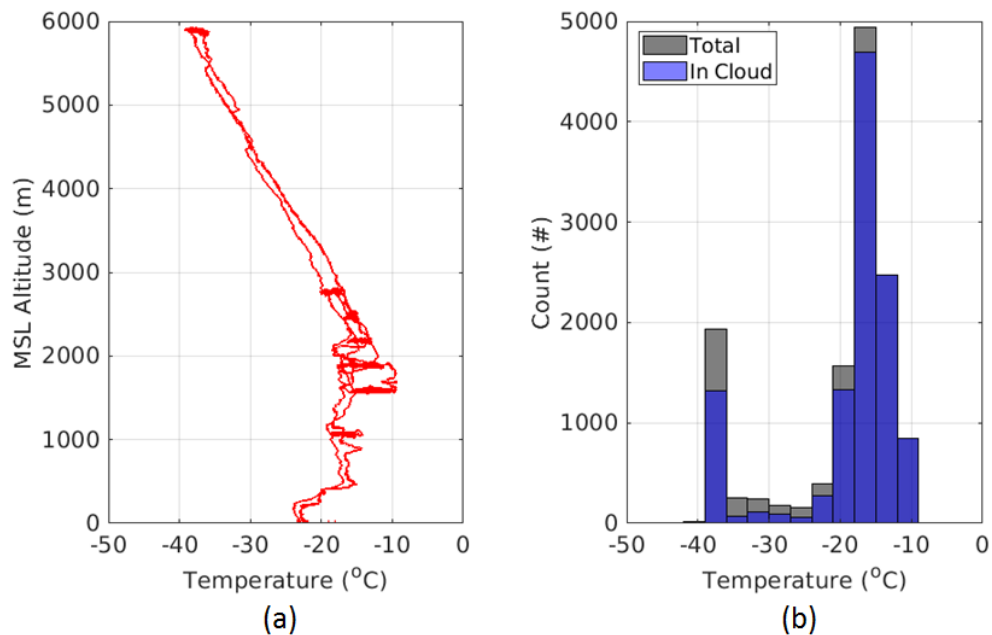 6000
5000
4000
3000
2000
1000
0
MSL Altitude (m)
-50 -40 -30 -20 -10 0
Temperature (°C)
(a)
Total
In Cloud
5000
4000
3000
2000
1000
0
Count (#)
-50 -40 -30 -20 -10 0
Temperature (°C)
(b)